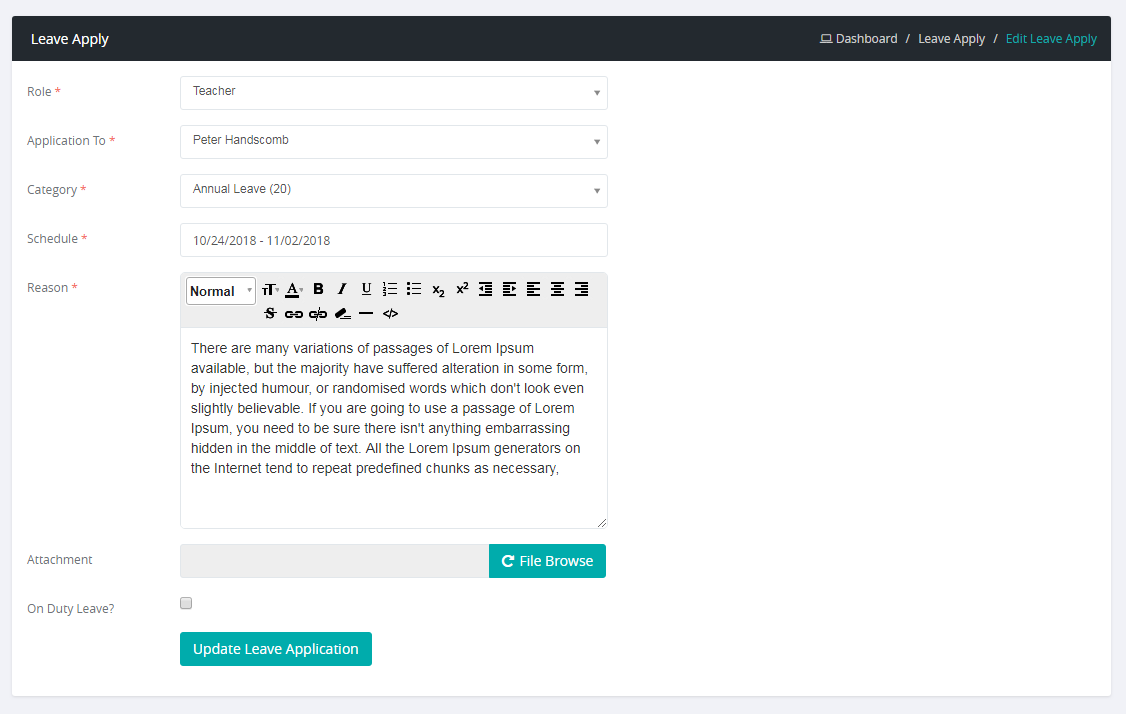 Leave Apply
Dashboard / Leave Apply / Edit Leave Apply
Role *
Teacher
Application To *
Peter Handscomb
Category *
Annual Leave (20)
Schedule *
10/24/2018 - 11/02/2018
Reason *
Normal
There are many variations of passages of Lorem Ipsum
available, but the majority have suffered alteration in some form,
by injected humour, or randomised words which don't look even
slightly believable. If you are going to use a passage of Lorem
Ipsum, you need to be sure there isn't anything embarrassing
hidden in the middle of text. All the Lorem Ipsum generators on
the Internet tend to repeat predefined chunks as necessary,
Attachment
File Browse
On Duty Leave?
Update Leave Application